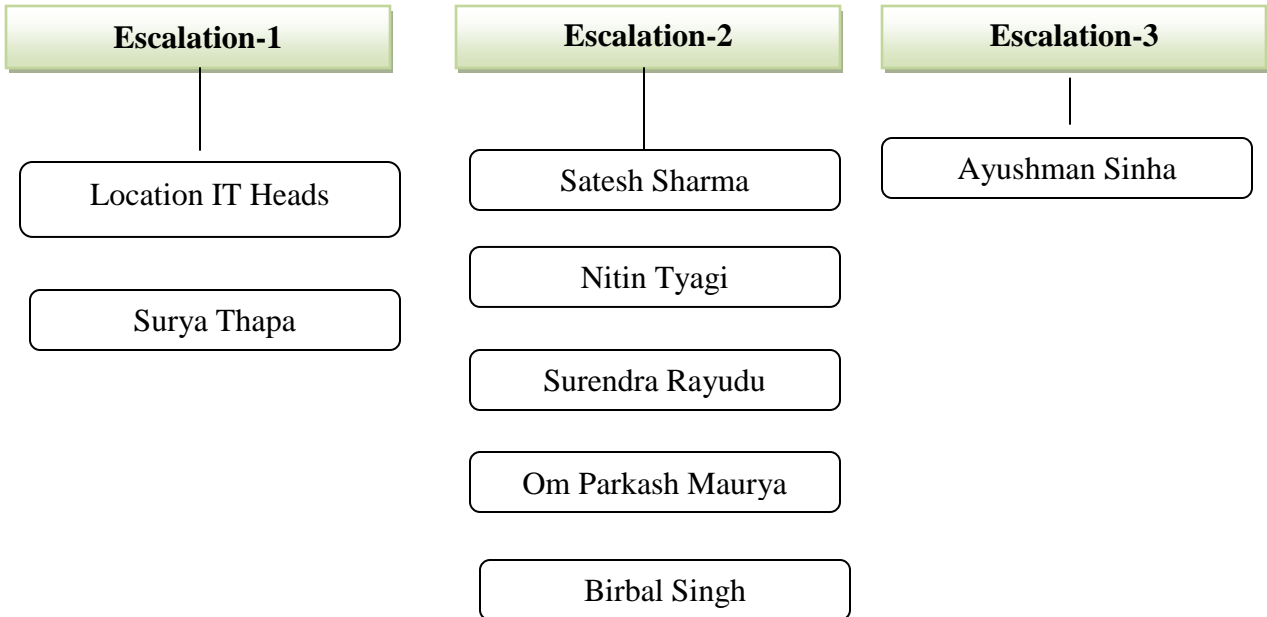 Escalation-1
Location IT Heads
Surya Thapa
Escalation-2
Satesh Sharma
Nitin Tyagi
Surendra Rayudu
Om Parkash Maurya
Birbal Singh
Escalation-3
Ayushman Sinha